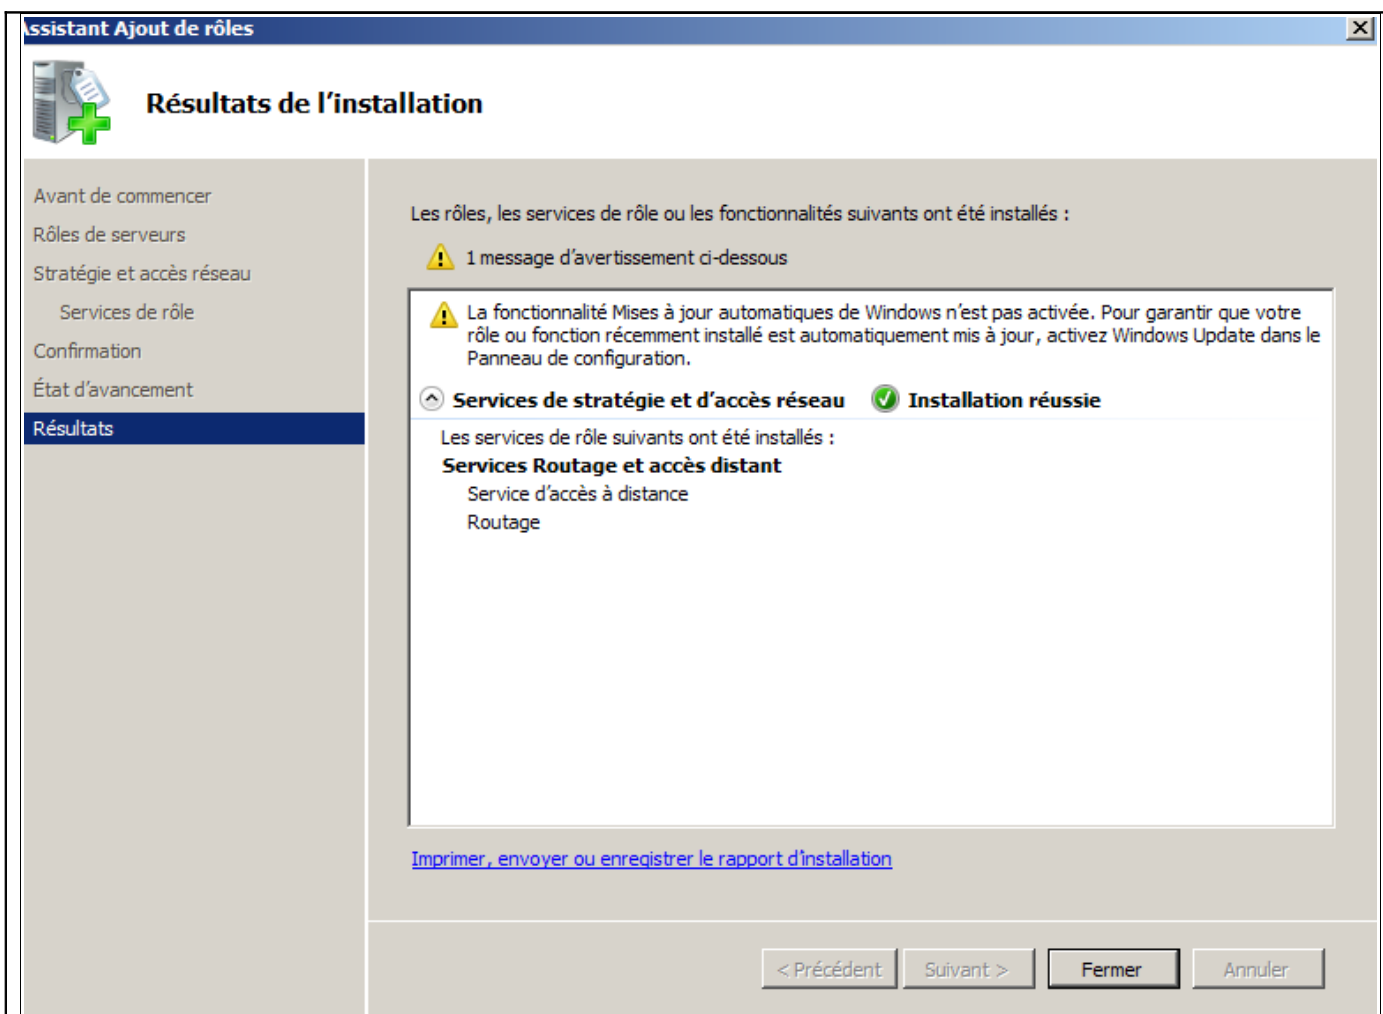 Assistant Ajout de rôles
Résultats de l'installation
Avant de commencer
Rôles de serveurs
Stratégie et accès réseau
Services de rôle
Confirmation
État d'avancement
Résultats
Les rôles, les services de rôle ou les fonctionnalités suivants ont été installés :
1 message d'avertissement ci-dessous
La fonctionnalité Mises à jour automatiques de Windows n'est pas activée. Pour garantir que votre
rôle ou fonction récemment installé est automatiquement mis à jour, activez Windows Update dans le
Panneau de configuration.
Services de stratégie et d'accès réseau Installation réussie
Les services de rôle suivants ont été installés :
Services Routage et accès distant
Service d'accès à distance
Routage
Imprimer, envoyer ou enregistrer le rapport d'installation
< Précédent Suivant > Fermer Annuler